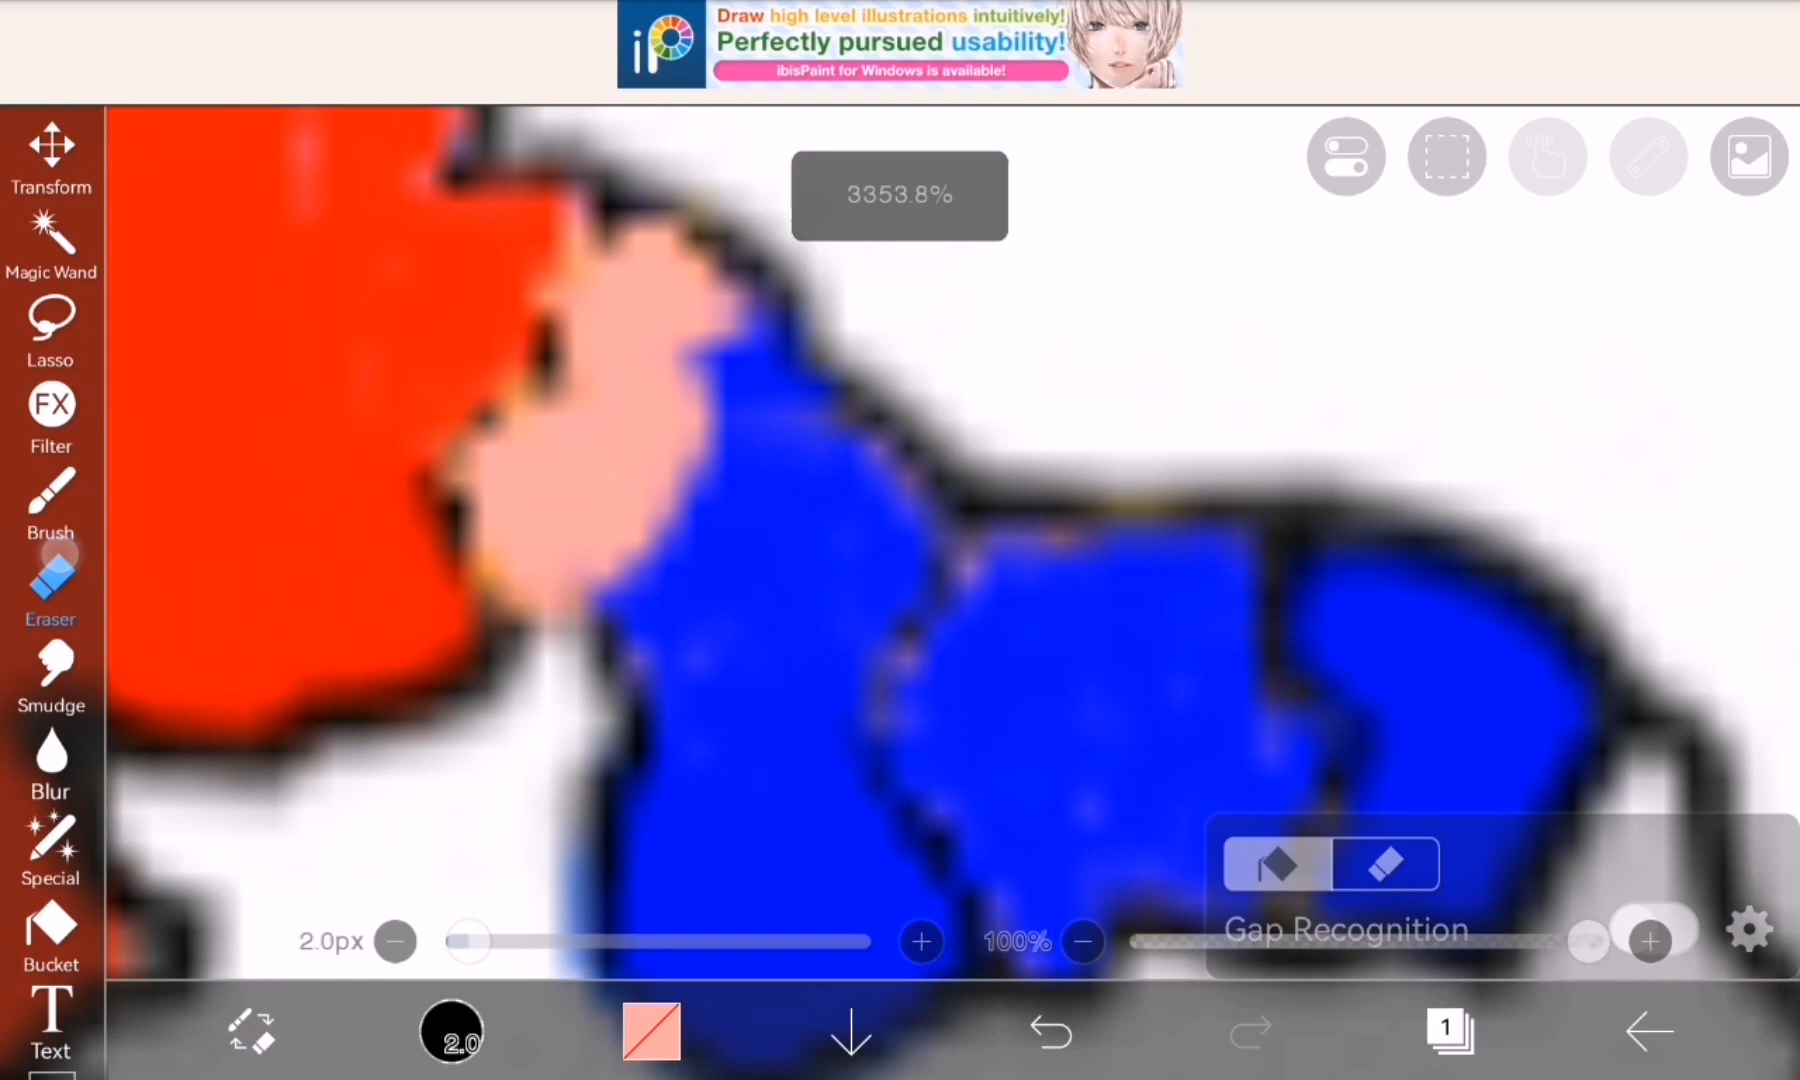 iP
Draw high level illustrations intuitively!
Perfectly pursued usability!
ibisPaint for Windows is available!
3353.8%
Transform
Magic Wand
Lasso
FX
Filter
Brush
Eraser
Smudge
Blur
Special
Bucket
T
Text
Gap Recognition
2.0px
100%
2.0
1